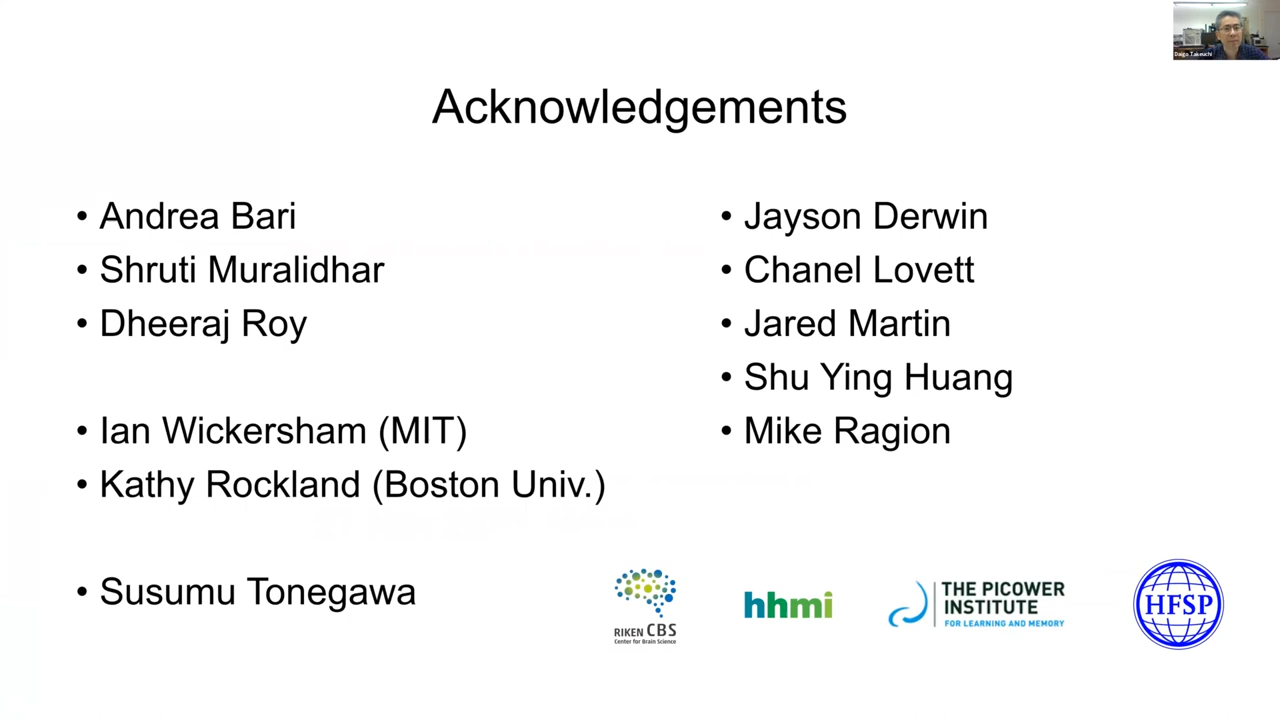 Daigo Takeuchi
Acknowledgements
• Andrea Bari
• Shruti Muralidhar
• Dheeraj Roy
• Ian Wickersham (MIT)
• Kathy Rockland (Boston Univ.)
• Susumu Tonegawa
• Jayson Derwin
• Chanel Lovett
• Jared Martin
• Shu Ying Huang
• Mike Ragion
RIKEN CBS
Center for Brain Science
hhmi
THE PICOWER
INSTITUTE
FOR LEARNING AND MEMORY
HFSP